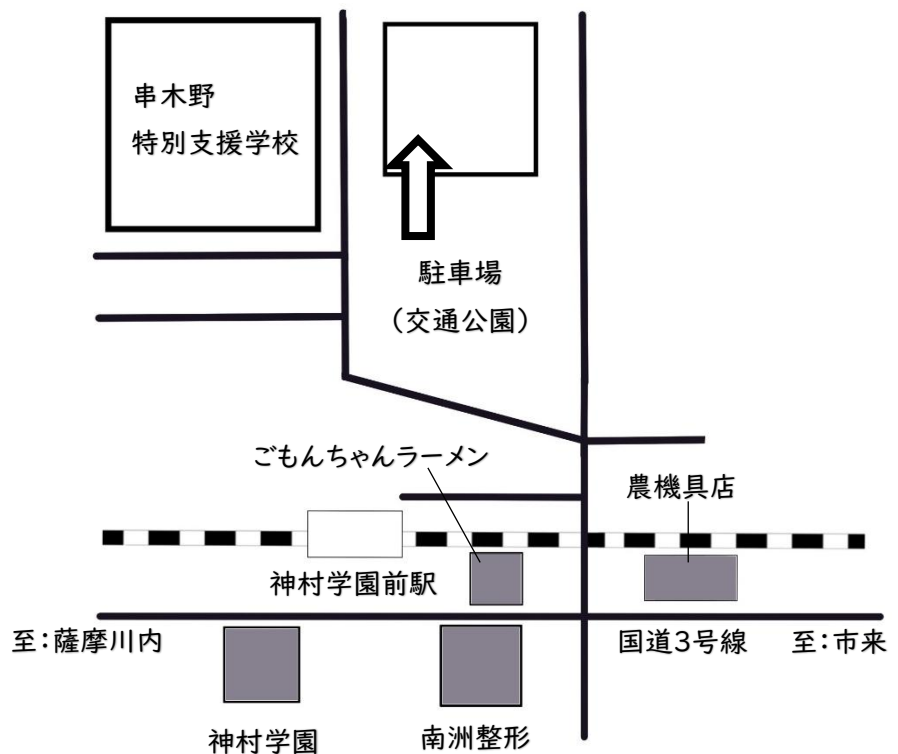 串木野
特別支援学校
駐車場
（交通公園）
ごもんちゃんラーメン
農機具店
神村学園前駅
至：薩摩川内
国道3号線
至：市来
神村学園
南洲整形